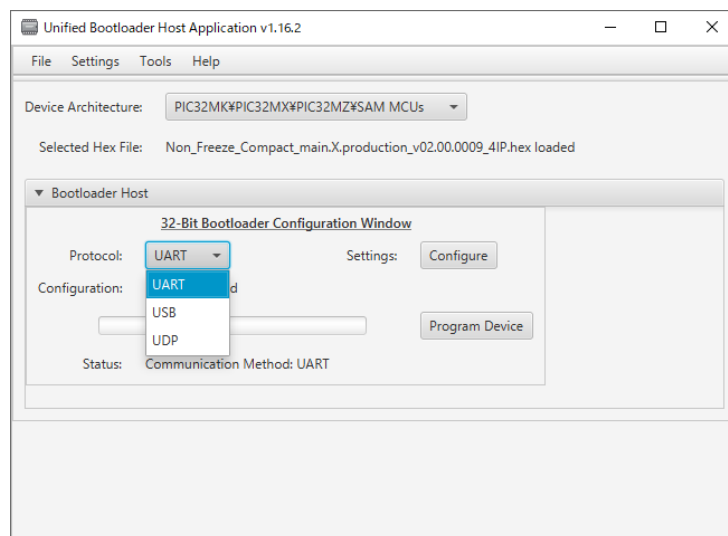 Unified Bootloader Host Application v1.16.2
File Settings Tools Help
Device Architecture: PIC32MK¥PIC32MX¥PIC32MZ¥SAM MCUs
Selected Hex File: Non_Freeze_Compact_main.X.production_v02.00.0009_4IP.hex loaded
Bootloader Host
32-Bit Bootloader Configuration Window
Protocol: UART Settings: Configure
Configuration: UART d
USB
Program Device
UDP
Status: Communication Method: UART